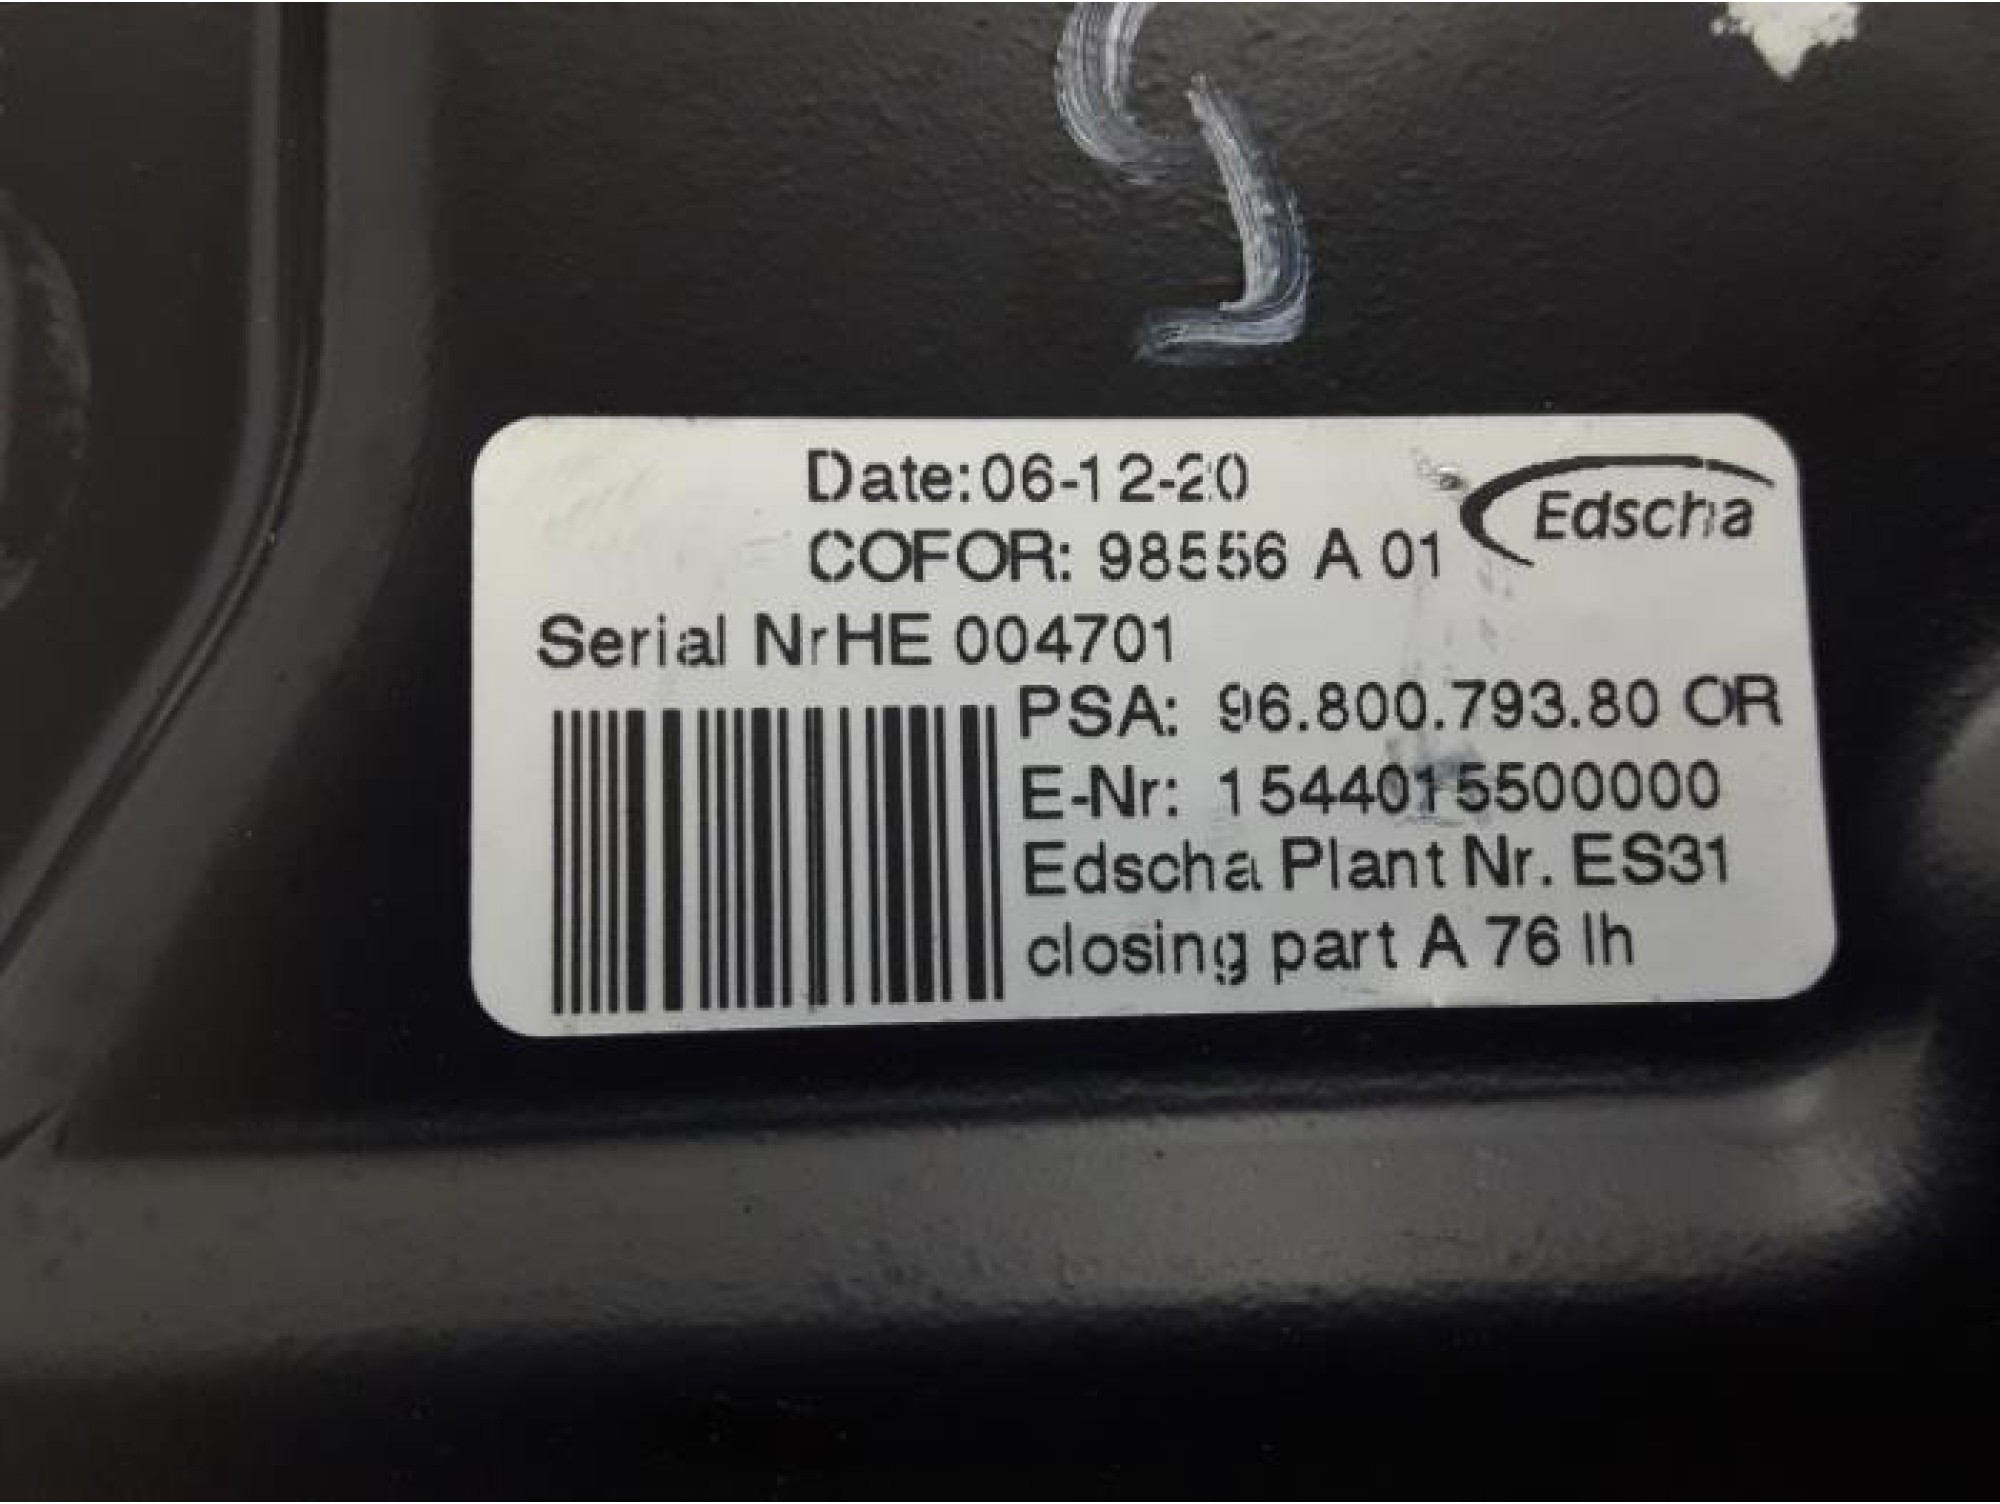 Date:06-12-20
Edscha
COFOR: 98556 A 01
Serial NrHE 004701
PSA: 96.800.793.80 OR
E-Nr: 1544015500000
Edscha Plant Nr. ES31
closing part A 76 lh